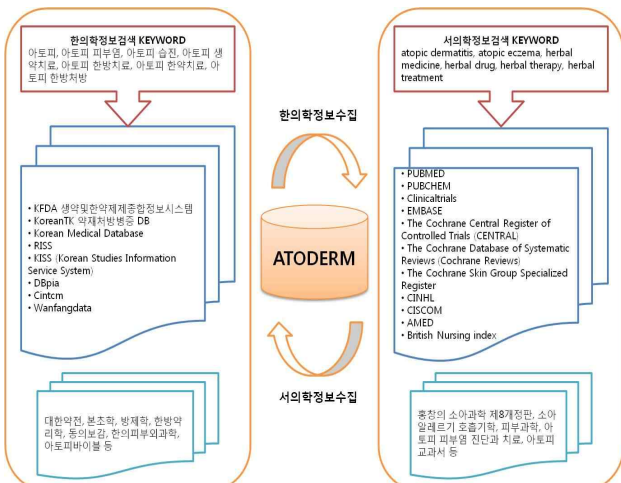 한의학정보검색 KEYWORD
아토피, 아토피 피부염, 아토피 습진, 아토피 생
약치료, 아토피 한방치료, 아토피 한약치료, 아
토피 한방처방
• KFDA 생약및한약제제종합정보시스템
• KoreanTK 약재처방병증 DB
• Korean Medical Database
• RISS
• KISS (Korean Studies Information
Service System)
• DBpia
• Cintcm
• Wanfangdata
대한약전, 본초학, 방제학, 한방약
리학, 동의보감, 한의피부외과학,
아토피바이블 등
한의학정보수집
ATODERM
서의학정보수집
서의학정보검색 KEYWORD
atopic dermatitis, atopic eczema, herbal
medicine, herbal drug, herbal therapy, herbal
treatment
• PUBMED
• PUBCHEM
• Clinicaltrials
• EMBASE
• The Cochrane Central Register of
Controlled Trials (CENTRAL)
• The Cochrane Database of Systematic
Reviews (Cochrane Reviews)
• The Cochrane Skin Group Specialized
Register
• CINHL
• CISCOM
• AMED
• British Nursing index
홍창의 소아과학 제8개정판, 소아
알레르기 호흡기학, 피부과학, 아
토피 피부염 진단과 치료, 아토피
교과서 등